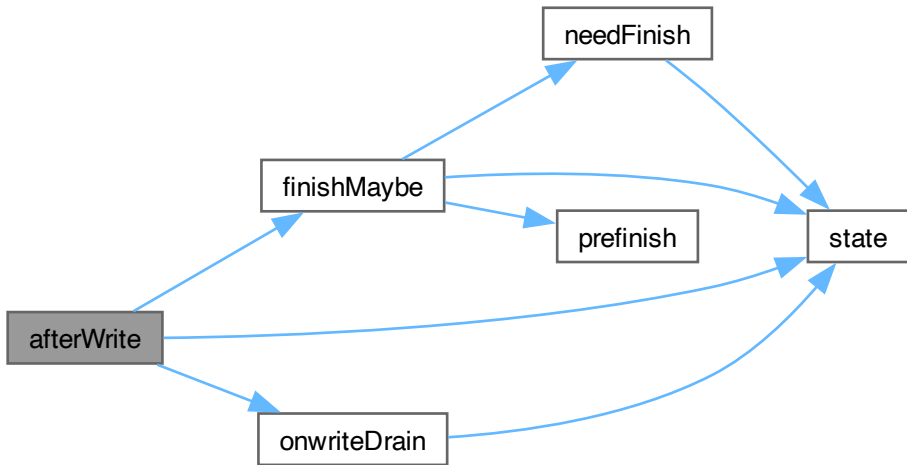 needFinish
finishMaybe
prefinish
state
afterWrite
onwriteDrain